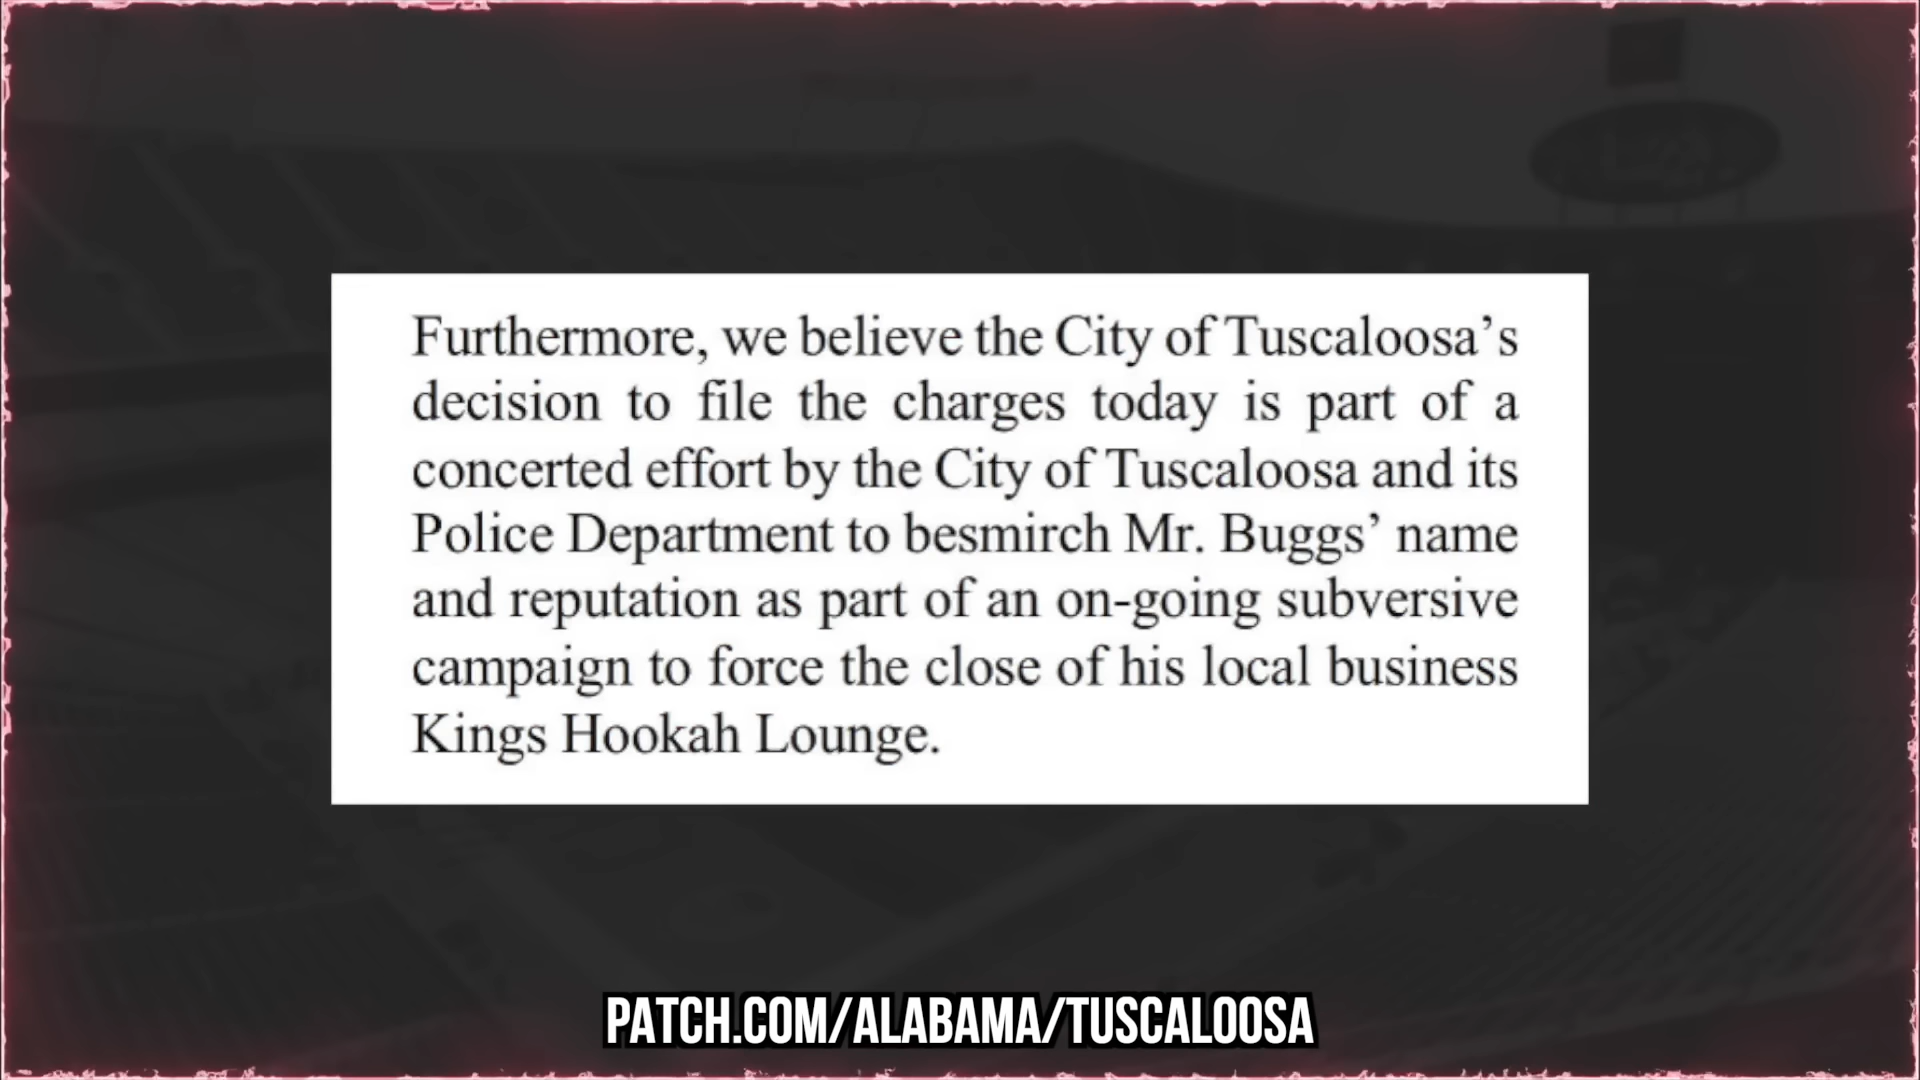 Furthermore, we believe the City of Tuscaloosa’s
decision to file the charges today is part of a
concerted effort by the City of Tuscaloosa and its
Police Department to besmirch Mr. Buggs’ name
and reputation as part of an on-going subversive
campaign to force the close of his local business
Kings Hookah Lounge.
PATCH.COM/ALABAMA/TUSCALOOSA